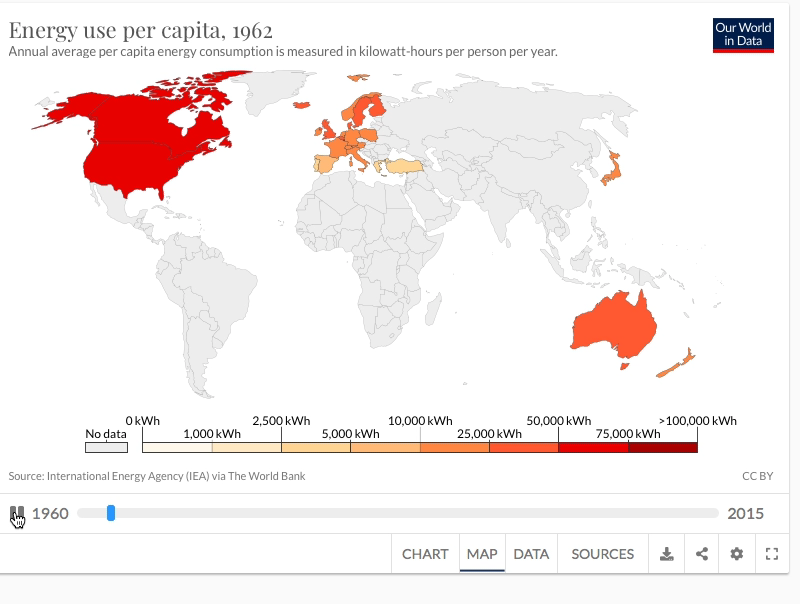 Energy use per capita, 1962
Annual average per capita energy consumption is measured in kilowatt-hours per person per year.
Our World
in Data
0 kWh 2,500 kWh 10,000 kWh 50,000 kWh >100,000 kWh
No data 1,000 kWh 5,000 kWh 25,000 kWh 75,000 kWh
Source: International Energy Agency (IEA) via The World Bank CC BY
1960 2015
CHART MAP DATA SOURCES